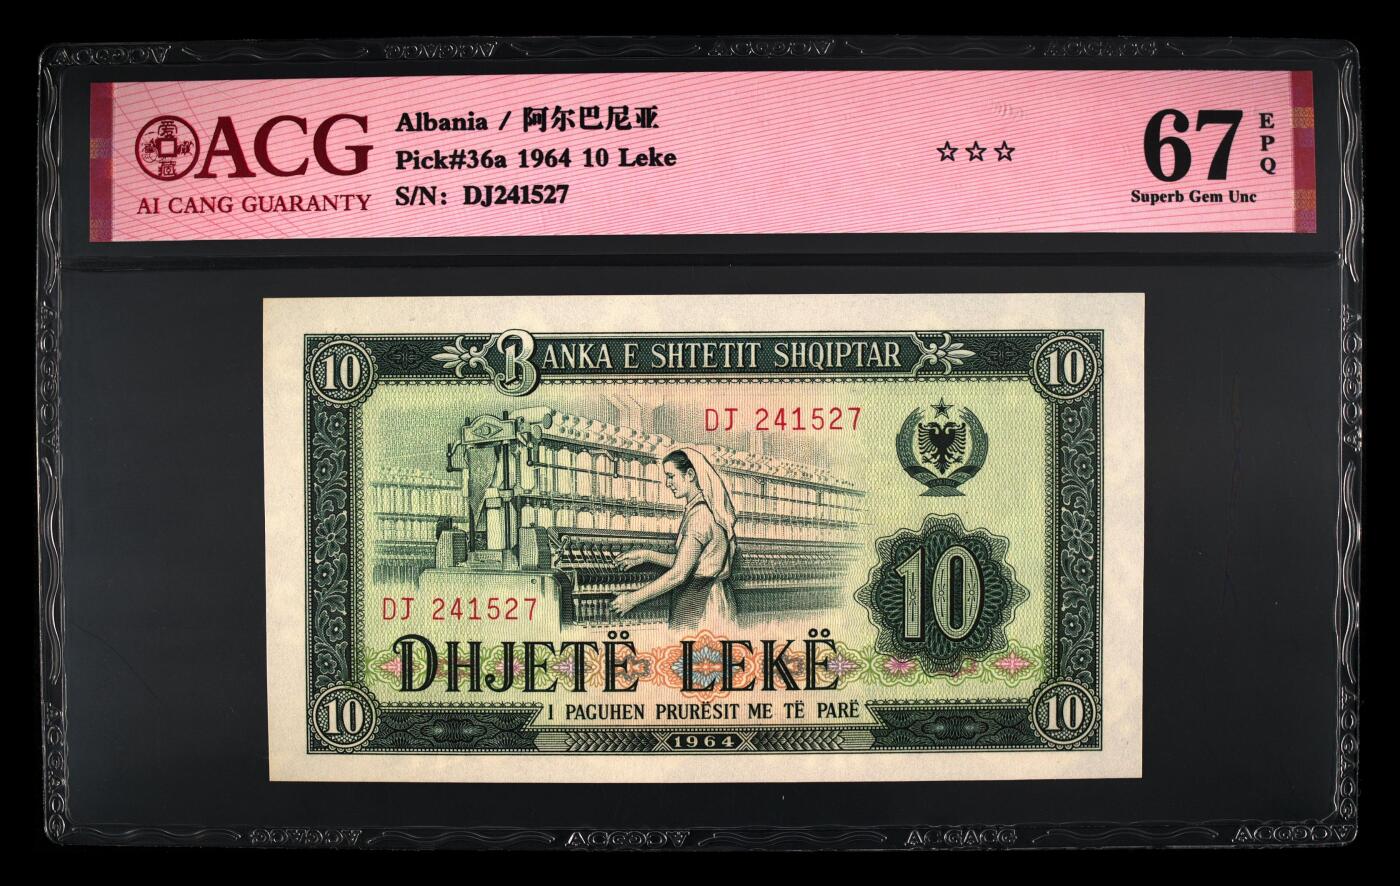 ACG
AI CANG GUARANTY
Albania / 阿尔巴尼亚
Pick#36a 1964 10 Leke
S/N: DJ241527
☆☆☆
67
EPQ
Superb Gem Unc
10
BANKA E SHTETIT SHQIPTAR
10
DJ 241527
10
DJ 241527
DHJETË LEKË
I PAGUHEN PRURËSIT ME TË PARË
10
1964
10